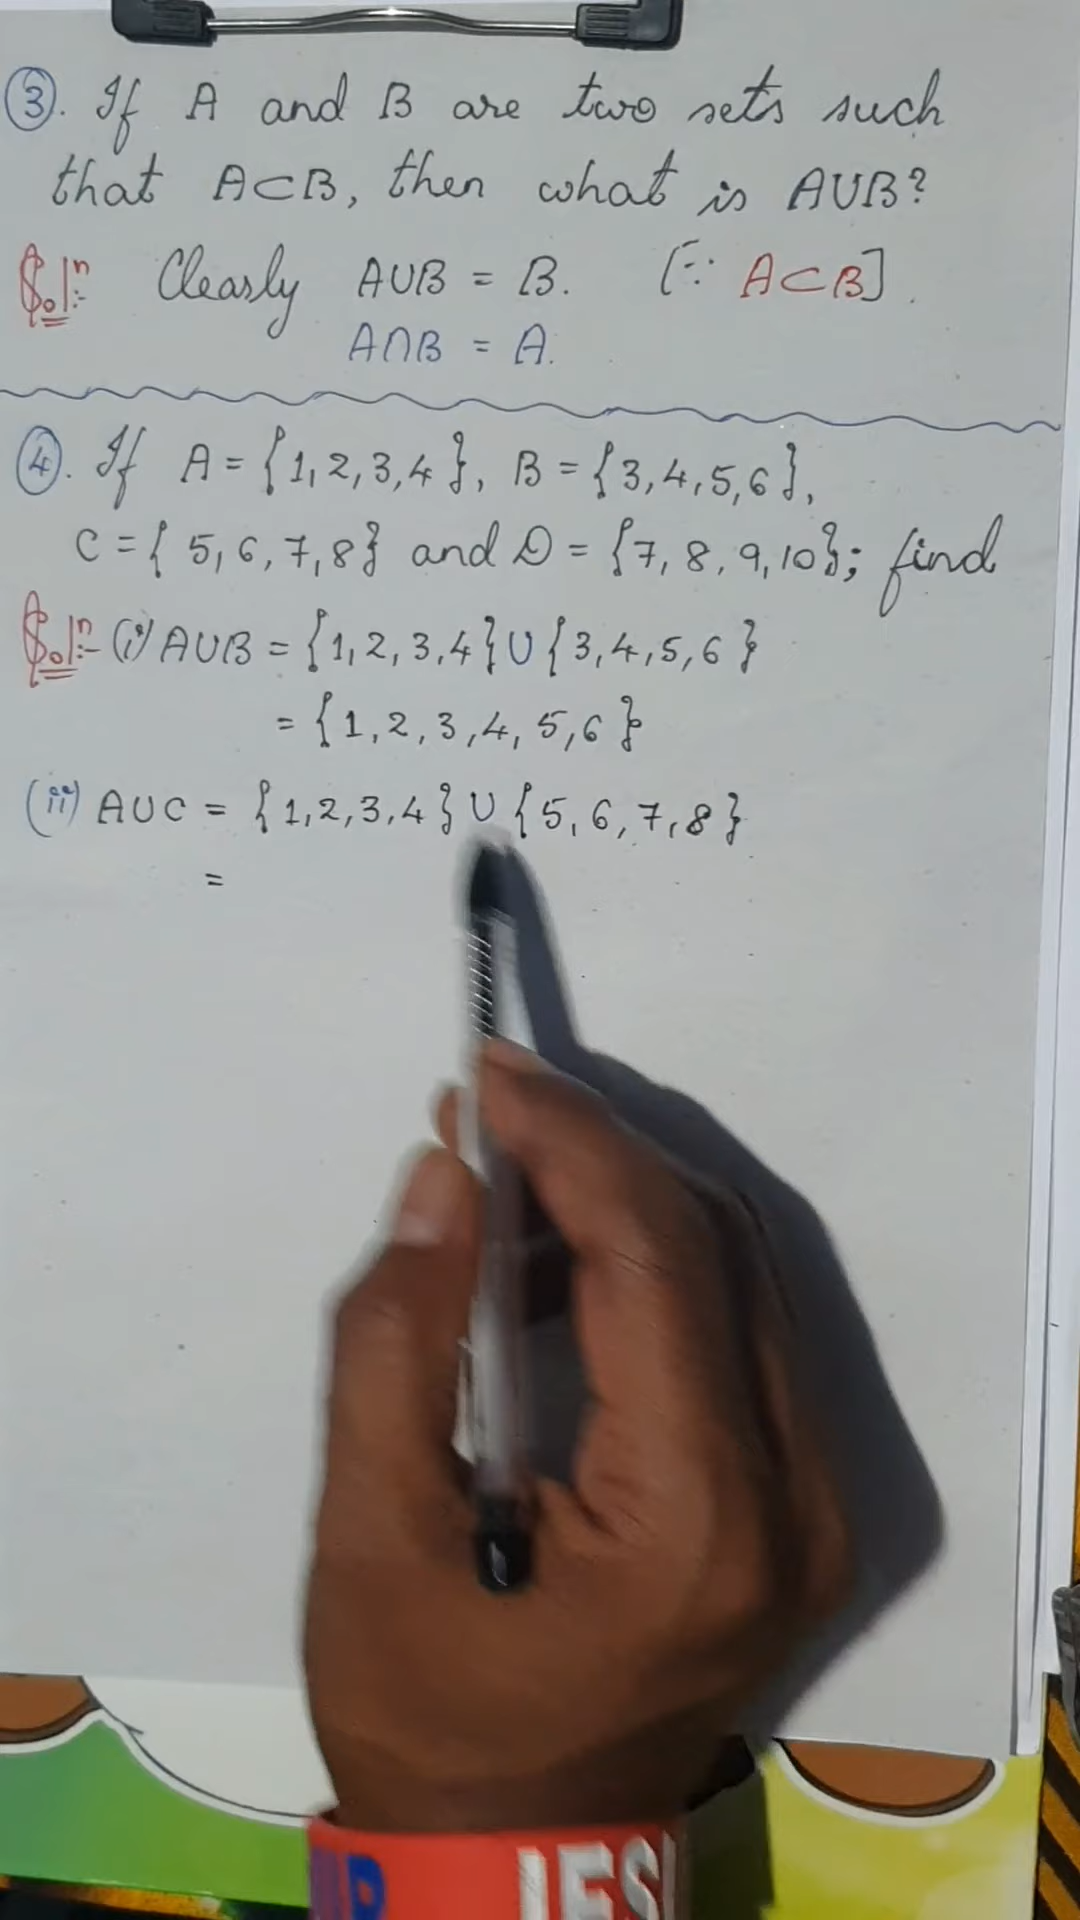 3. If A and B are two sets such
that A⊂B, then what is A∪B?
Solⁿ:- Clearly A∪B = B. [∵ A⊂B].
A∩B = A.
4. If A = {1,2,3,4}, B = {3,4,5,6},
C = {5,6,7,8} and D = {7,8,9,10}; find
Solⁿ:- (i) A∪B = {1,2,3,4} ∪ {3,4,5,6}
= {1,2,3,4,5,6}
(ii) A∪C = {1,2,3,4} ∪ {5,6,7,8}
=